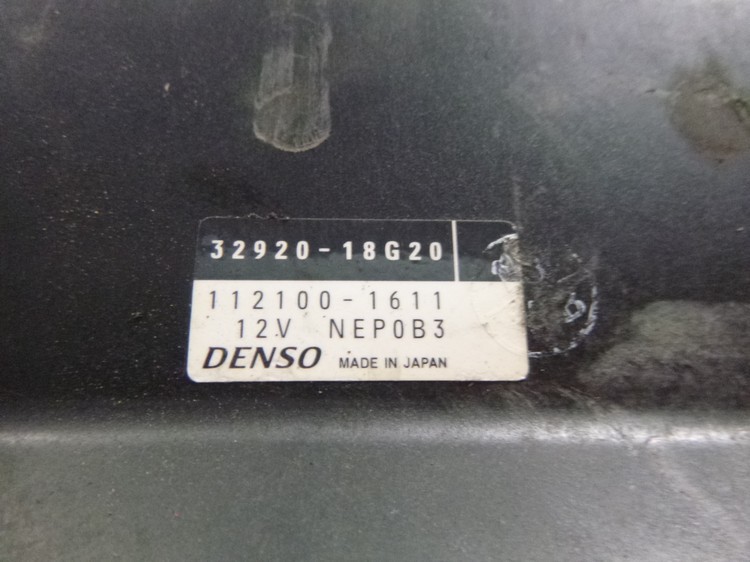 32920-18G20
112100-1611
12V NEP0B3
DENSO MADE IN JAPAN